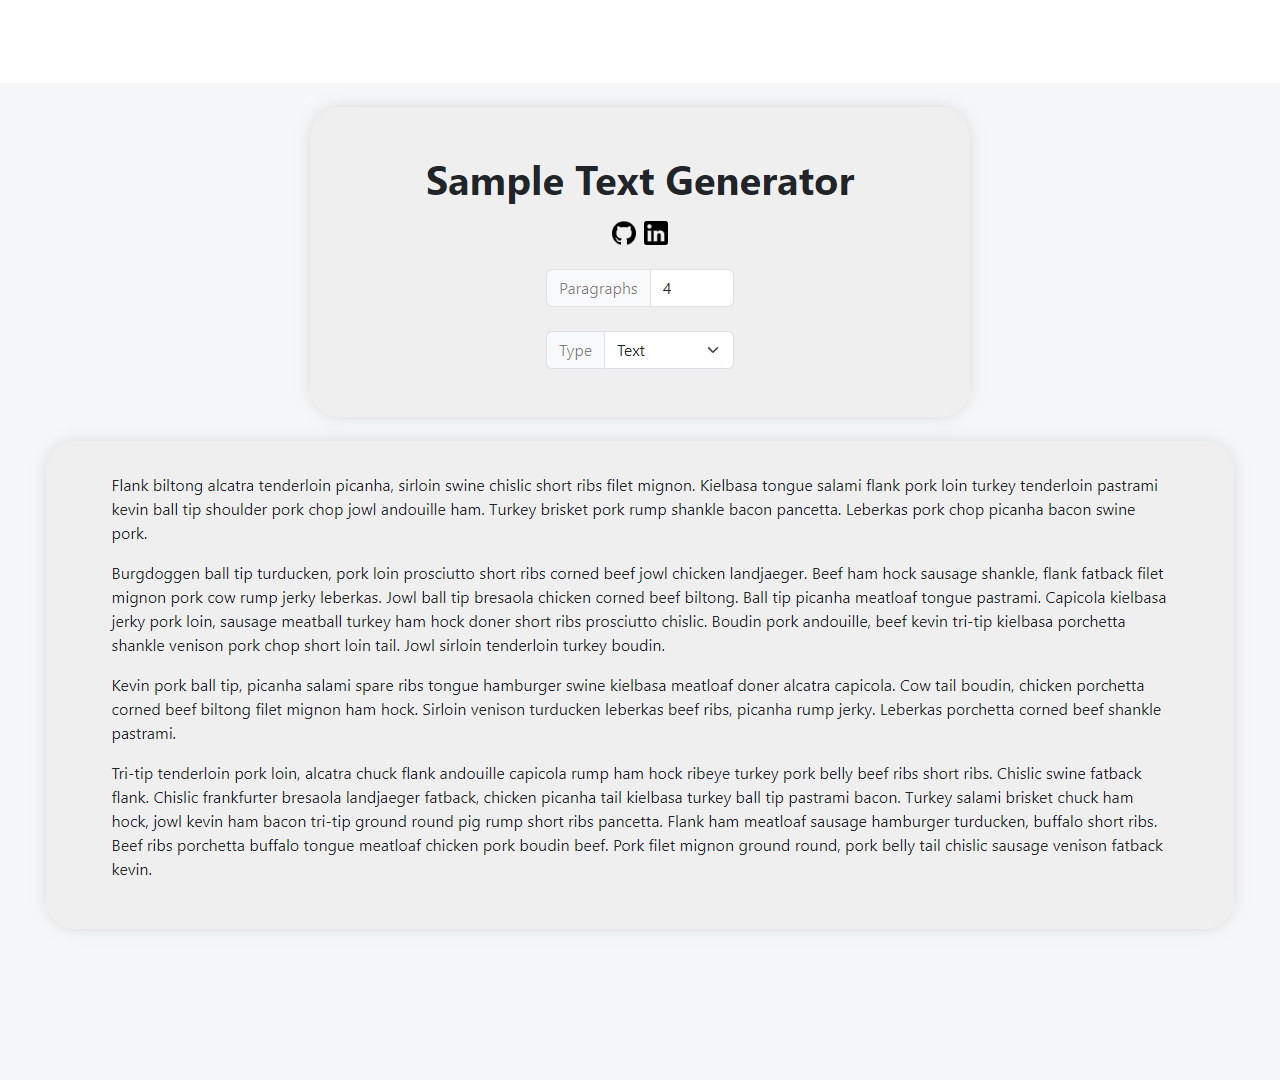 Sample Text Generator
Paragraphs 4
Type Text
Flank biltong alcatra tenderloin picanha, sirloin swine chislic short ribs filet mignon. Kielbasa tongue salami flank pork loin turkey tenderloin pastrami
kevin ball tip shoulder pork chop jowl andouille ham. Turkey brisket pork rump shankle bacon pancetta. Leberkas pork chop picanha bacon swine
pork.
Burgdoggen ball tip turducken, pork loin prosciutto short ribs corned beef jowl chicken landjaeger. Beef ham hock sausage shankle, flank fatback filet
mignon pork cow rump jerky leberkas. Jowl ball tip bresaola chicken corned beef biltong. Ball tip picanha meatloaf tongue pastrami. Capicola kielbasa
jerky pork loin, sausage meatball turkey ham hock doner short ribs prosciutto chislic. Boudin pork andouille, beef kevin tri-tip kielbasa porchetta
shankle venison pork chop short loin tail. Jowl sirloin tenderloin turkey boudin.
Kevin pork ball tip, picanha salami spare ribs tongue hamburger swine kielbasa meatloaf doner alcatra capicola. Cow tail boudin, chicken porchetta
corned beef biltong filet mignon ham hock. Sirloin venison turducken leberkas beef ribs, picanha rump jerky. Leberkas porchetta corned beef shankle
pastrami.
Tri-tip tenderloin pork loin, alcatra chuck flank andouille capicola rump ham hock ribeye turkey pork belly beef ribs short ribs. Chislic swine fatback
flank. Chislic frankfurter bresaola landjaeger fatback, chicken picanha tail kielbasa turkey ball tip pastrami bacon. Turkey salami brisket chuck ham
hock, jowl kevin ham bacon tri-tip ground round pig rump short ribs pancetta. Flank ham meatloaf sausage hamburger turducken, buffalo short ribs.
Beef ribs porchetta buffalo tongue meatloaf chicken pork boudin beef. Pork filet mignon ground round, pork belly tail chislic sausage venison fatback
kevin.